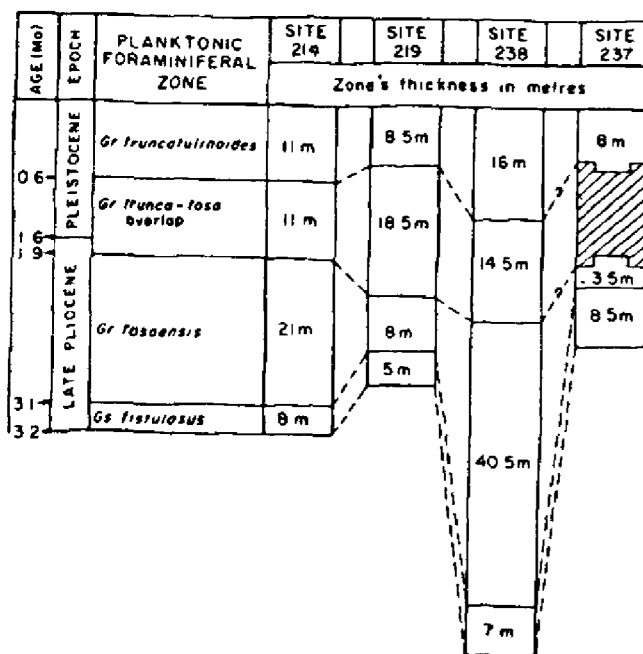 AGE (Mo)
EPOCH
PLANKTONIC
FORAMINIFERAL
ZONE
SITE
214
SITE
219
SITE
238
SITE
237
Zone's thickness in metres
0 6
1 6
1 9
3 1
3 2
PLEISTOCENE
LATE PLIOCENE
Gr truncatulinoides
11 m
8 5 m
16 m
8 m
Gr trunca-tosa
overlap
11 m
18.5 m
14.5 m
3.5 m
Gr tosaensis
21 m
8 m
40.5 m
8 5 m
Gs fistulosus
8 m
5 m
7 m
?
?